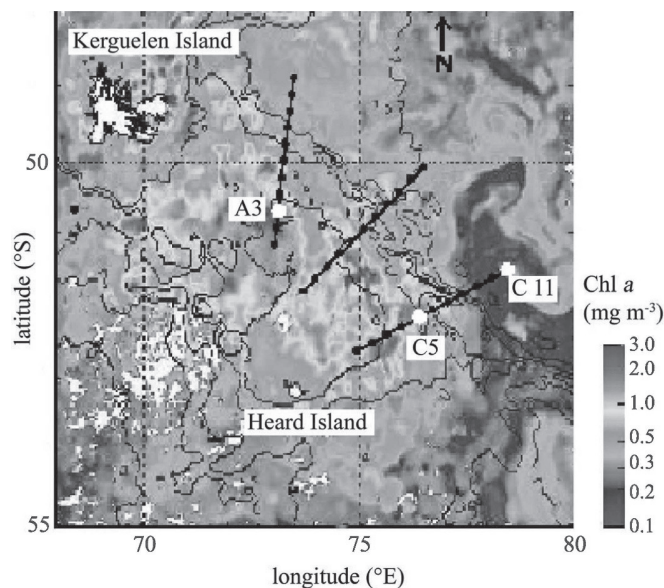 Kerguelen Island
N
50
A3
C 11
C5
Heard Island
55
70
75
80
latitude (°S)
longitude (°E)
Chl a
(mg m-3)
3.0
2.0
1.0
0.5
0.3
0.2
0.1